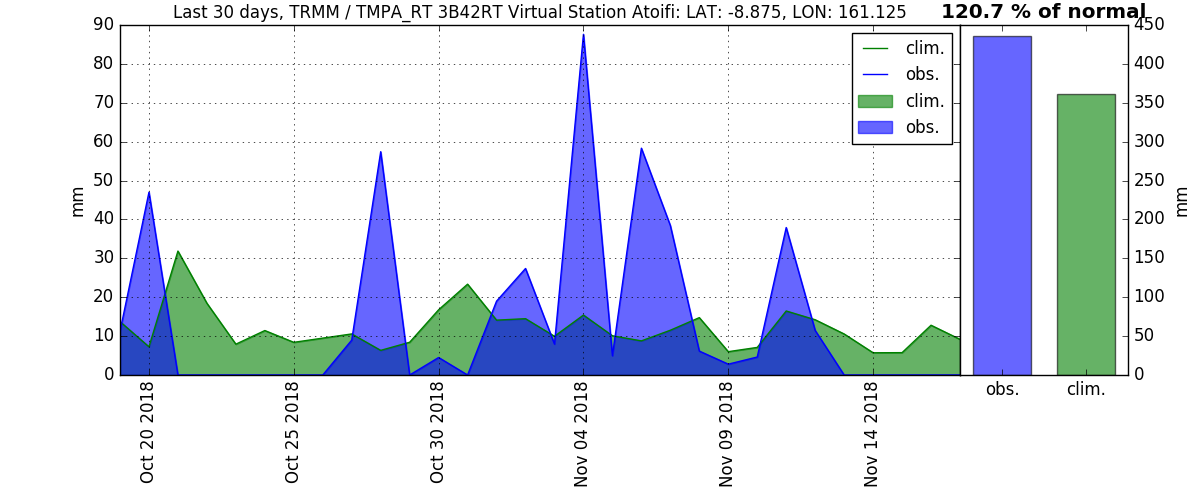 Last 30 days, TRMM / TMPA_RT 3B42RT Virtual Station Atoifi: LAT: -8.875, LON: 161.125
120.7 % of normal
90
80
70
60
50
40
30
20
10
0
mm
clim.
obs.
clim.
obs.
Oct 20 2018
Oct 25 2018
Oct 30 2018
Nov 04 2018
Nov 09 2018
Nov 14 2018
450
400
350
300
250
200
150
100
50
0
mm
obs.
clim.